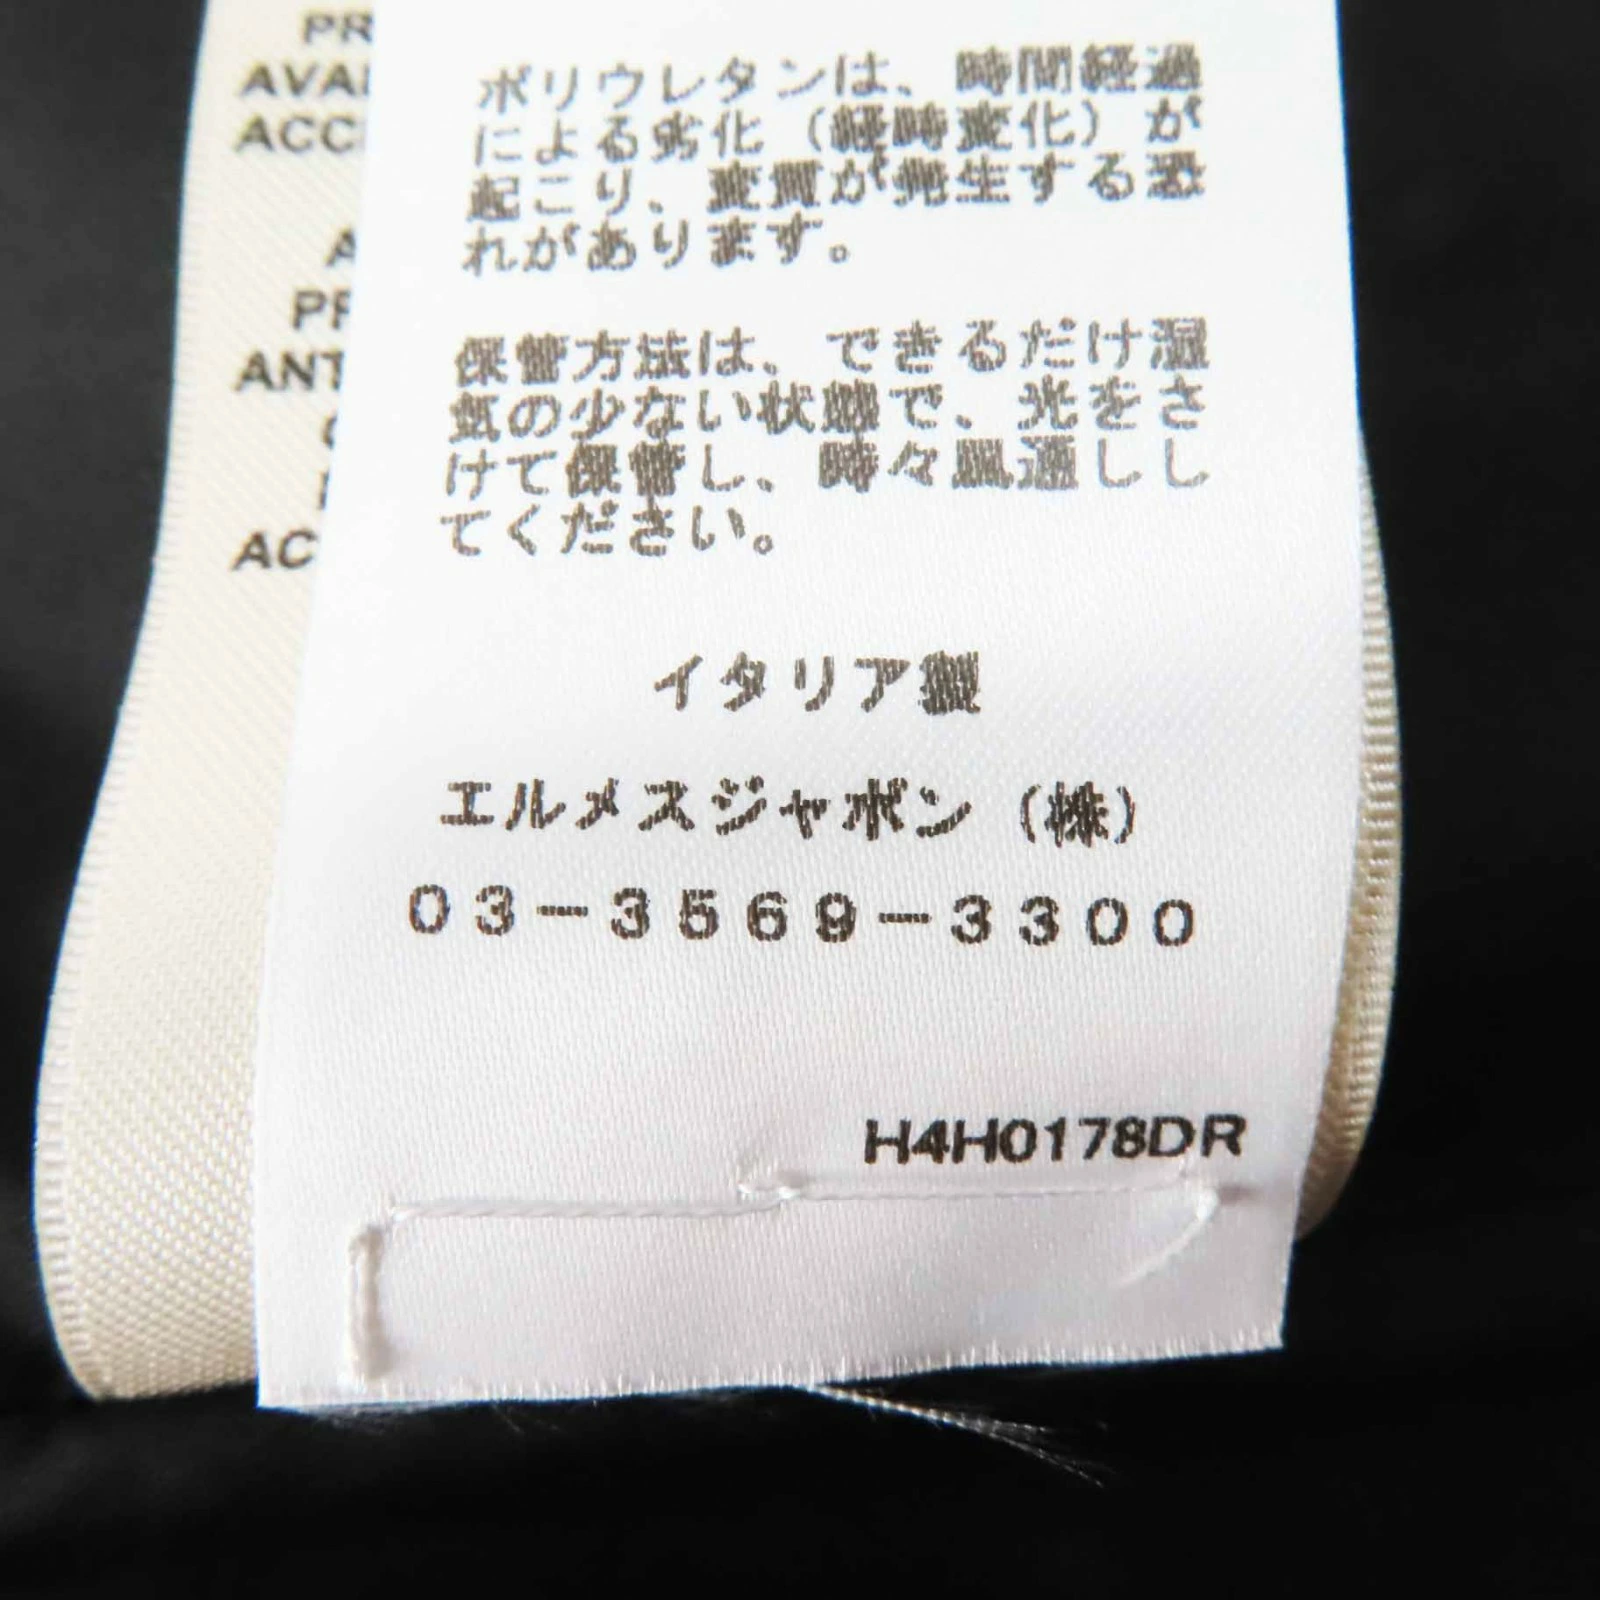 PR
AVAI
ACC
A
PF
ANT
AC
ポリウレタンは、時間経過
による劣化（経時変化）が
起こり、変質が発生する恐
れがあります。
保管方法は、できるだけ湿
気の少ない状態で、光をさ
けて保管し、時々風通しし
てください。
イタリア製
エルメスジャポン（株）
03-3569-3300
H4H0178DR